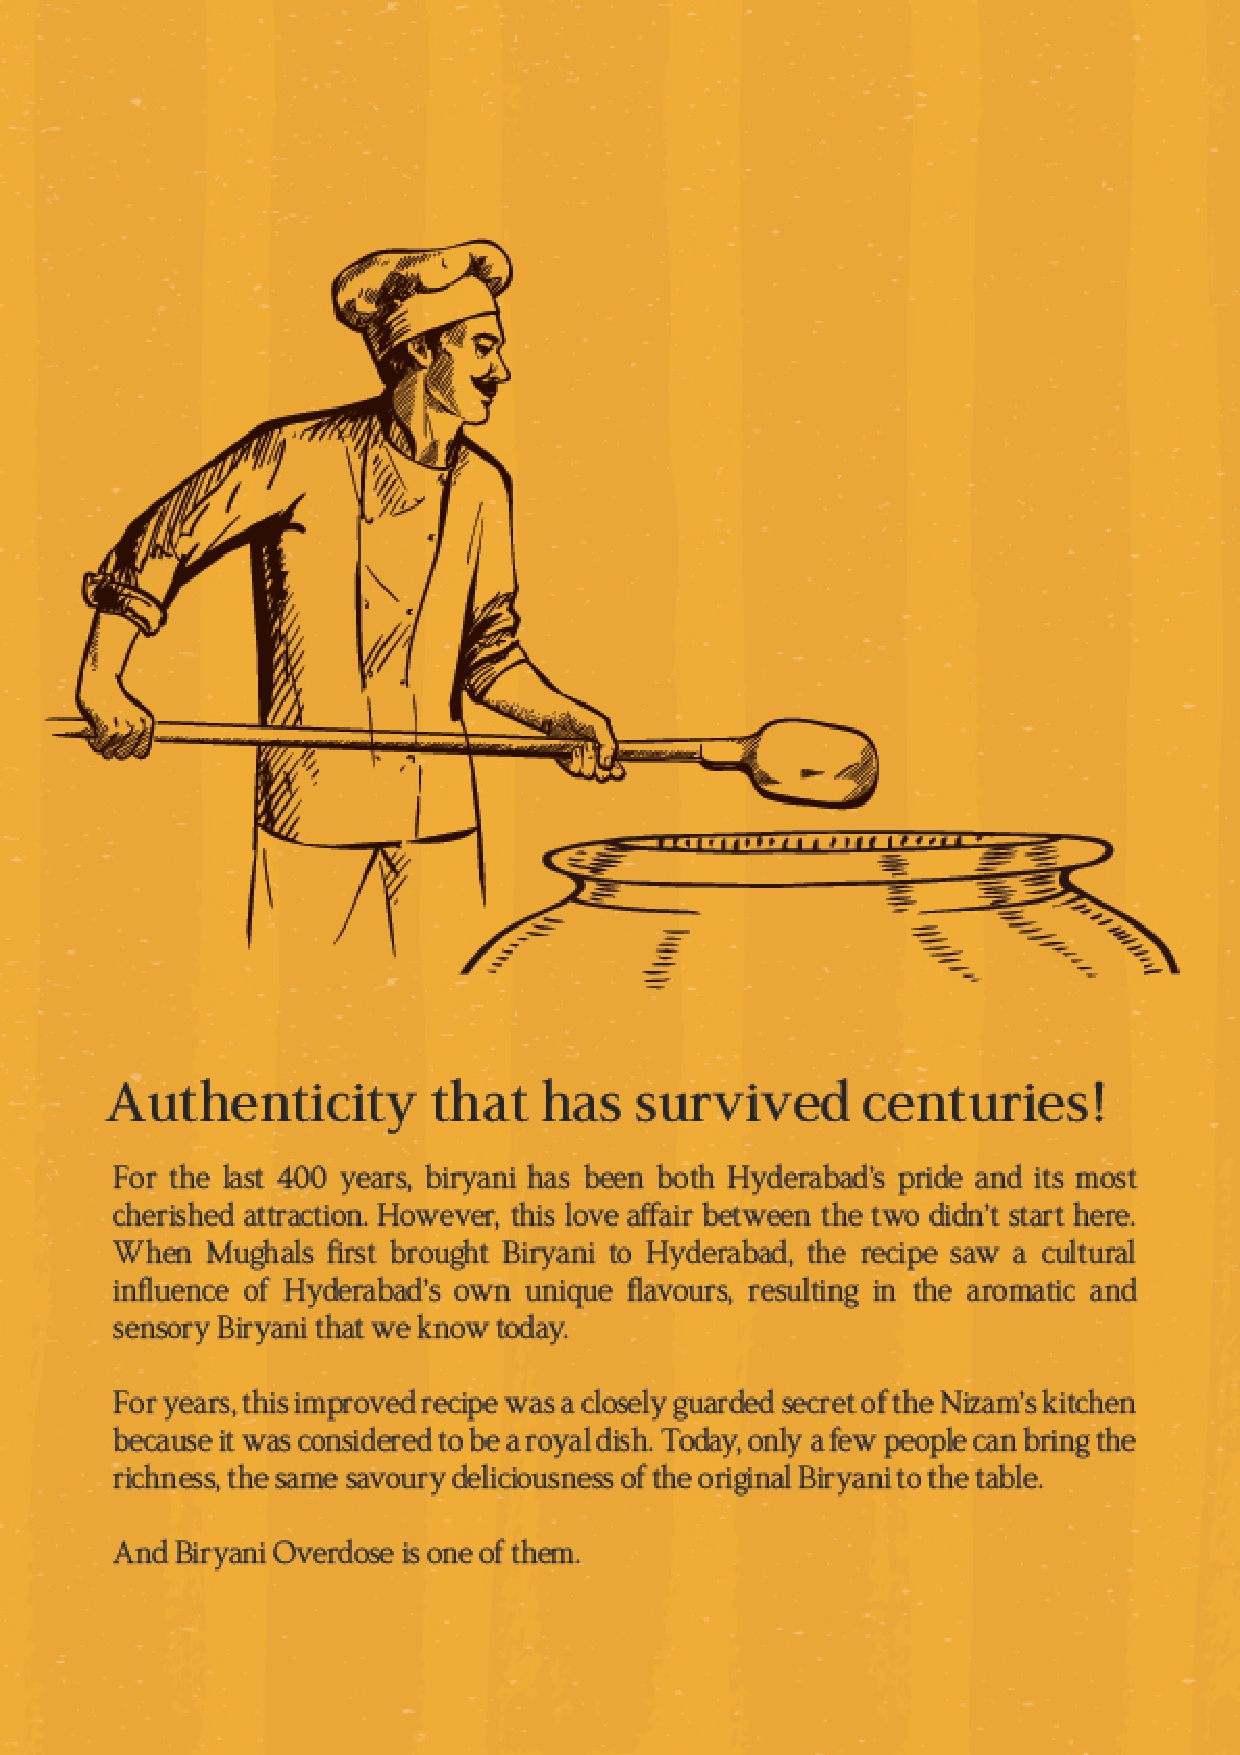 Authenticity that has survived centuries!
For the last 400 years, biryani has been both Hyderabad's pride and its most
cherished attraction. However, this love affair between the two didn't start here.
When Mughals first brought Biryani to Hyderabad, the recipe saw a cultural
influence of Hyderabad's own unique flavours, resulting in the aromatic and
sensory Biryani that we know today.
For years, this improved recipe was a closely guarded secret of the Nizam's kitchen
because it was considered to be a royal dish. Today, only a few people can bring the
richness, the same savoury deliciousness of the original Biryani to the table.
And Biryani Overdose is one of them.